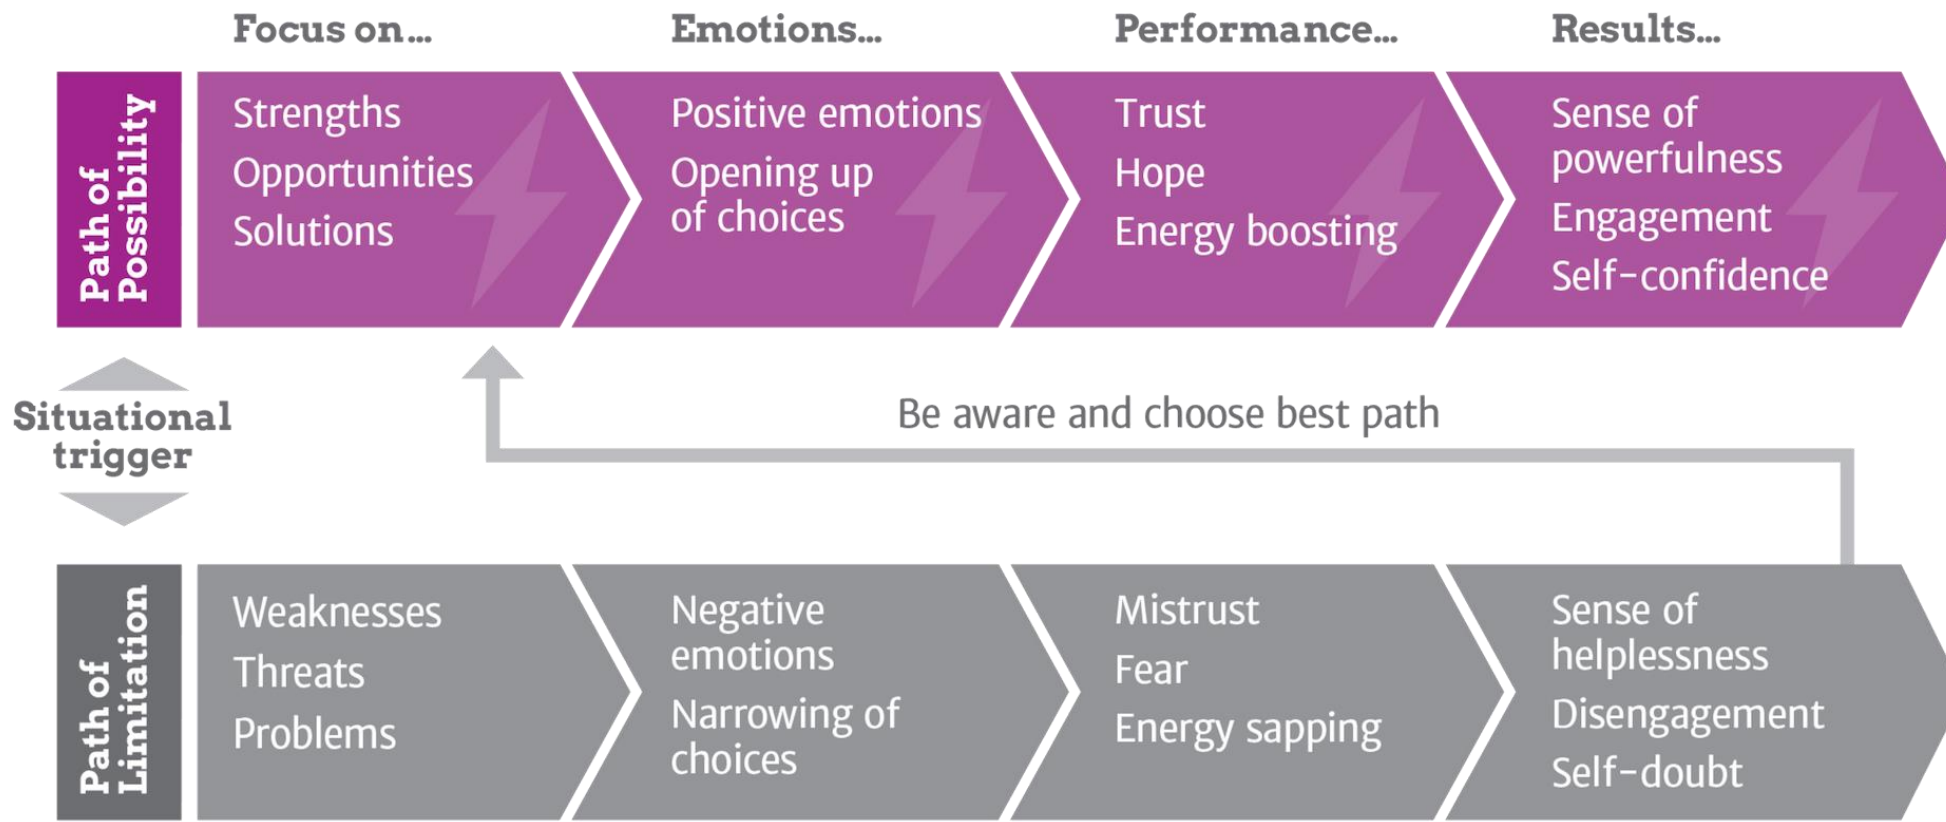 Focus on...
Emotions...
Performance...
Results...
Path of
Possibility
Strengths
Opportunities
Solutions
Positive emotions
Opening up
of choices
Trust
Hope
Energy boosting
Sense of
powerfulness
Engagement
Self-confidence
Situational
trigger
Be aware and choose best path
Path of
Limitation
Weaknesses
Threats
Problems
Negative
emotions
Narrowing of
choices
Mistrust
Fear
Energy sapping
Sense of
helplessness
Disengagement
Self-doubt